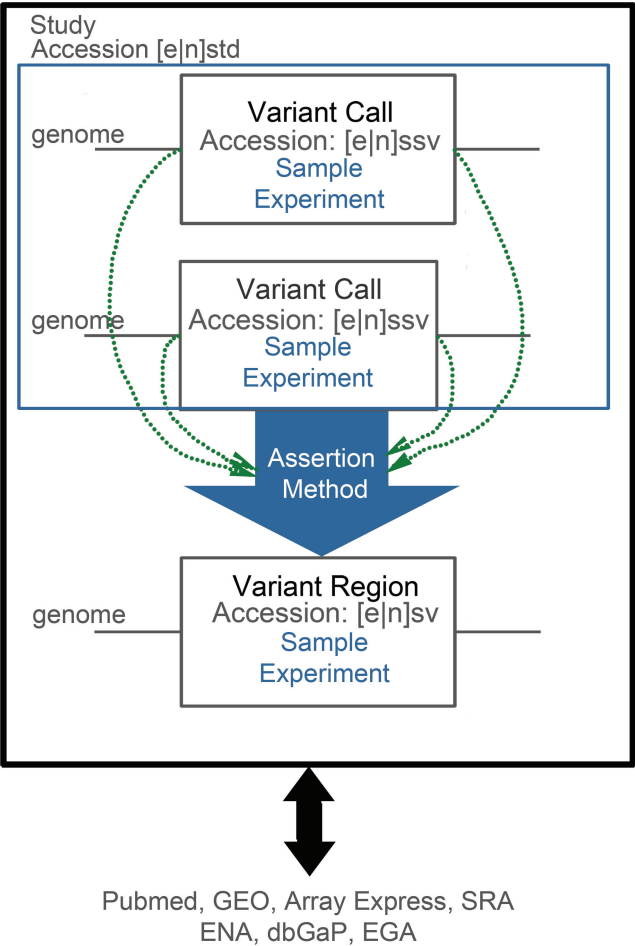 Study
Accession [e|n]std
genome
Variant Call
Accession: [e|n]ssv
Sample
Experiment
genome
Variant Call
Accession: [e|n]ssv
Sample
Experiment
Assertion
Method
genome
Variant Region
Accession: [e|n]sv
Sample
Experiment
Pubmed, GEO, Array Express, SRA
ENA, dbGaP, EGA